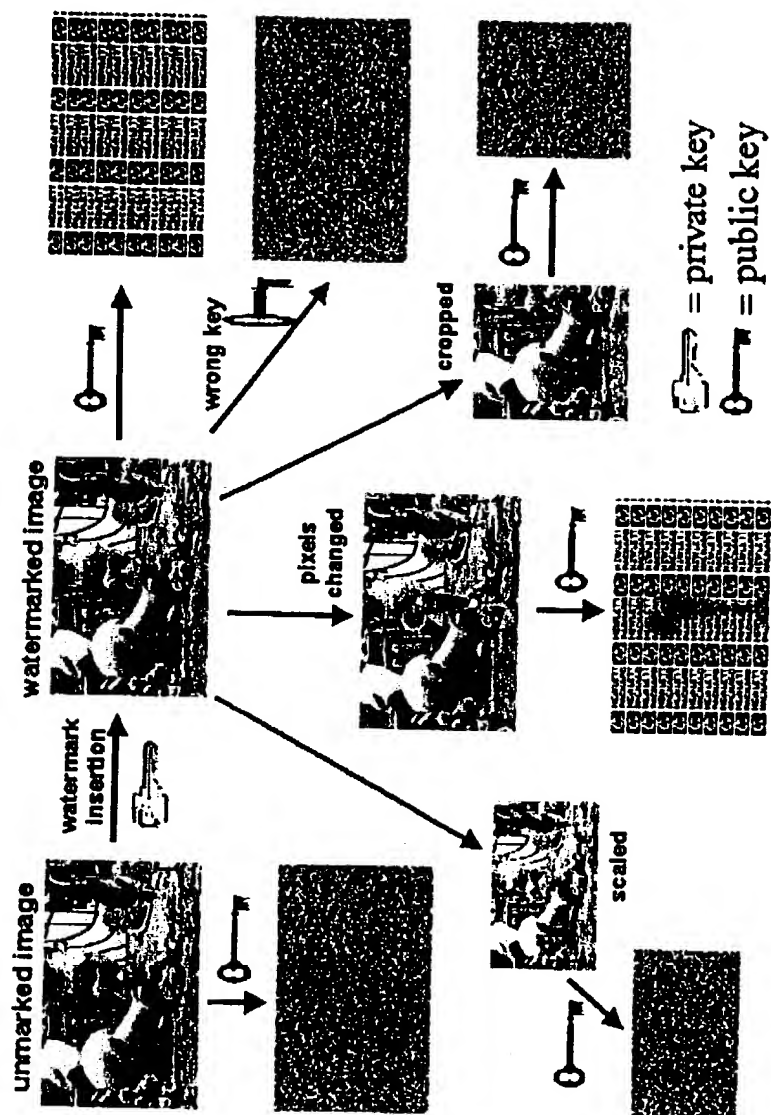 unmarked image
watermark
insertion
watermarked image
wrong key
pixels
changed
cropped
scaled
= private key
= public key